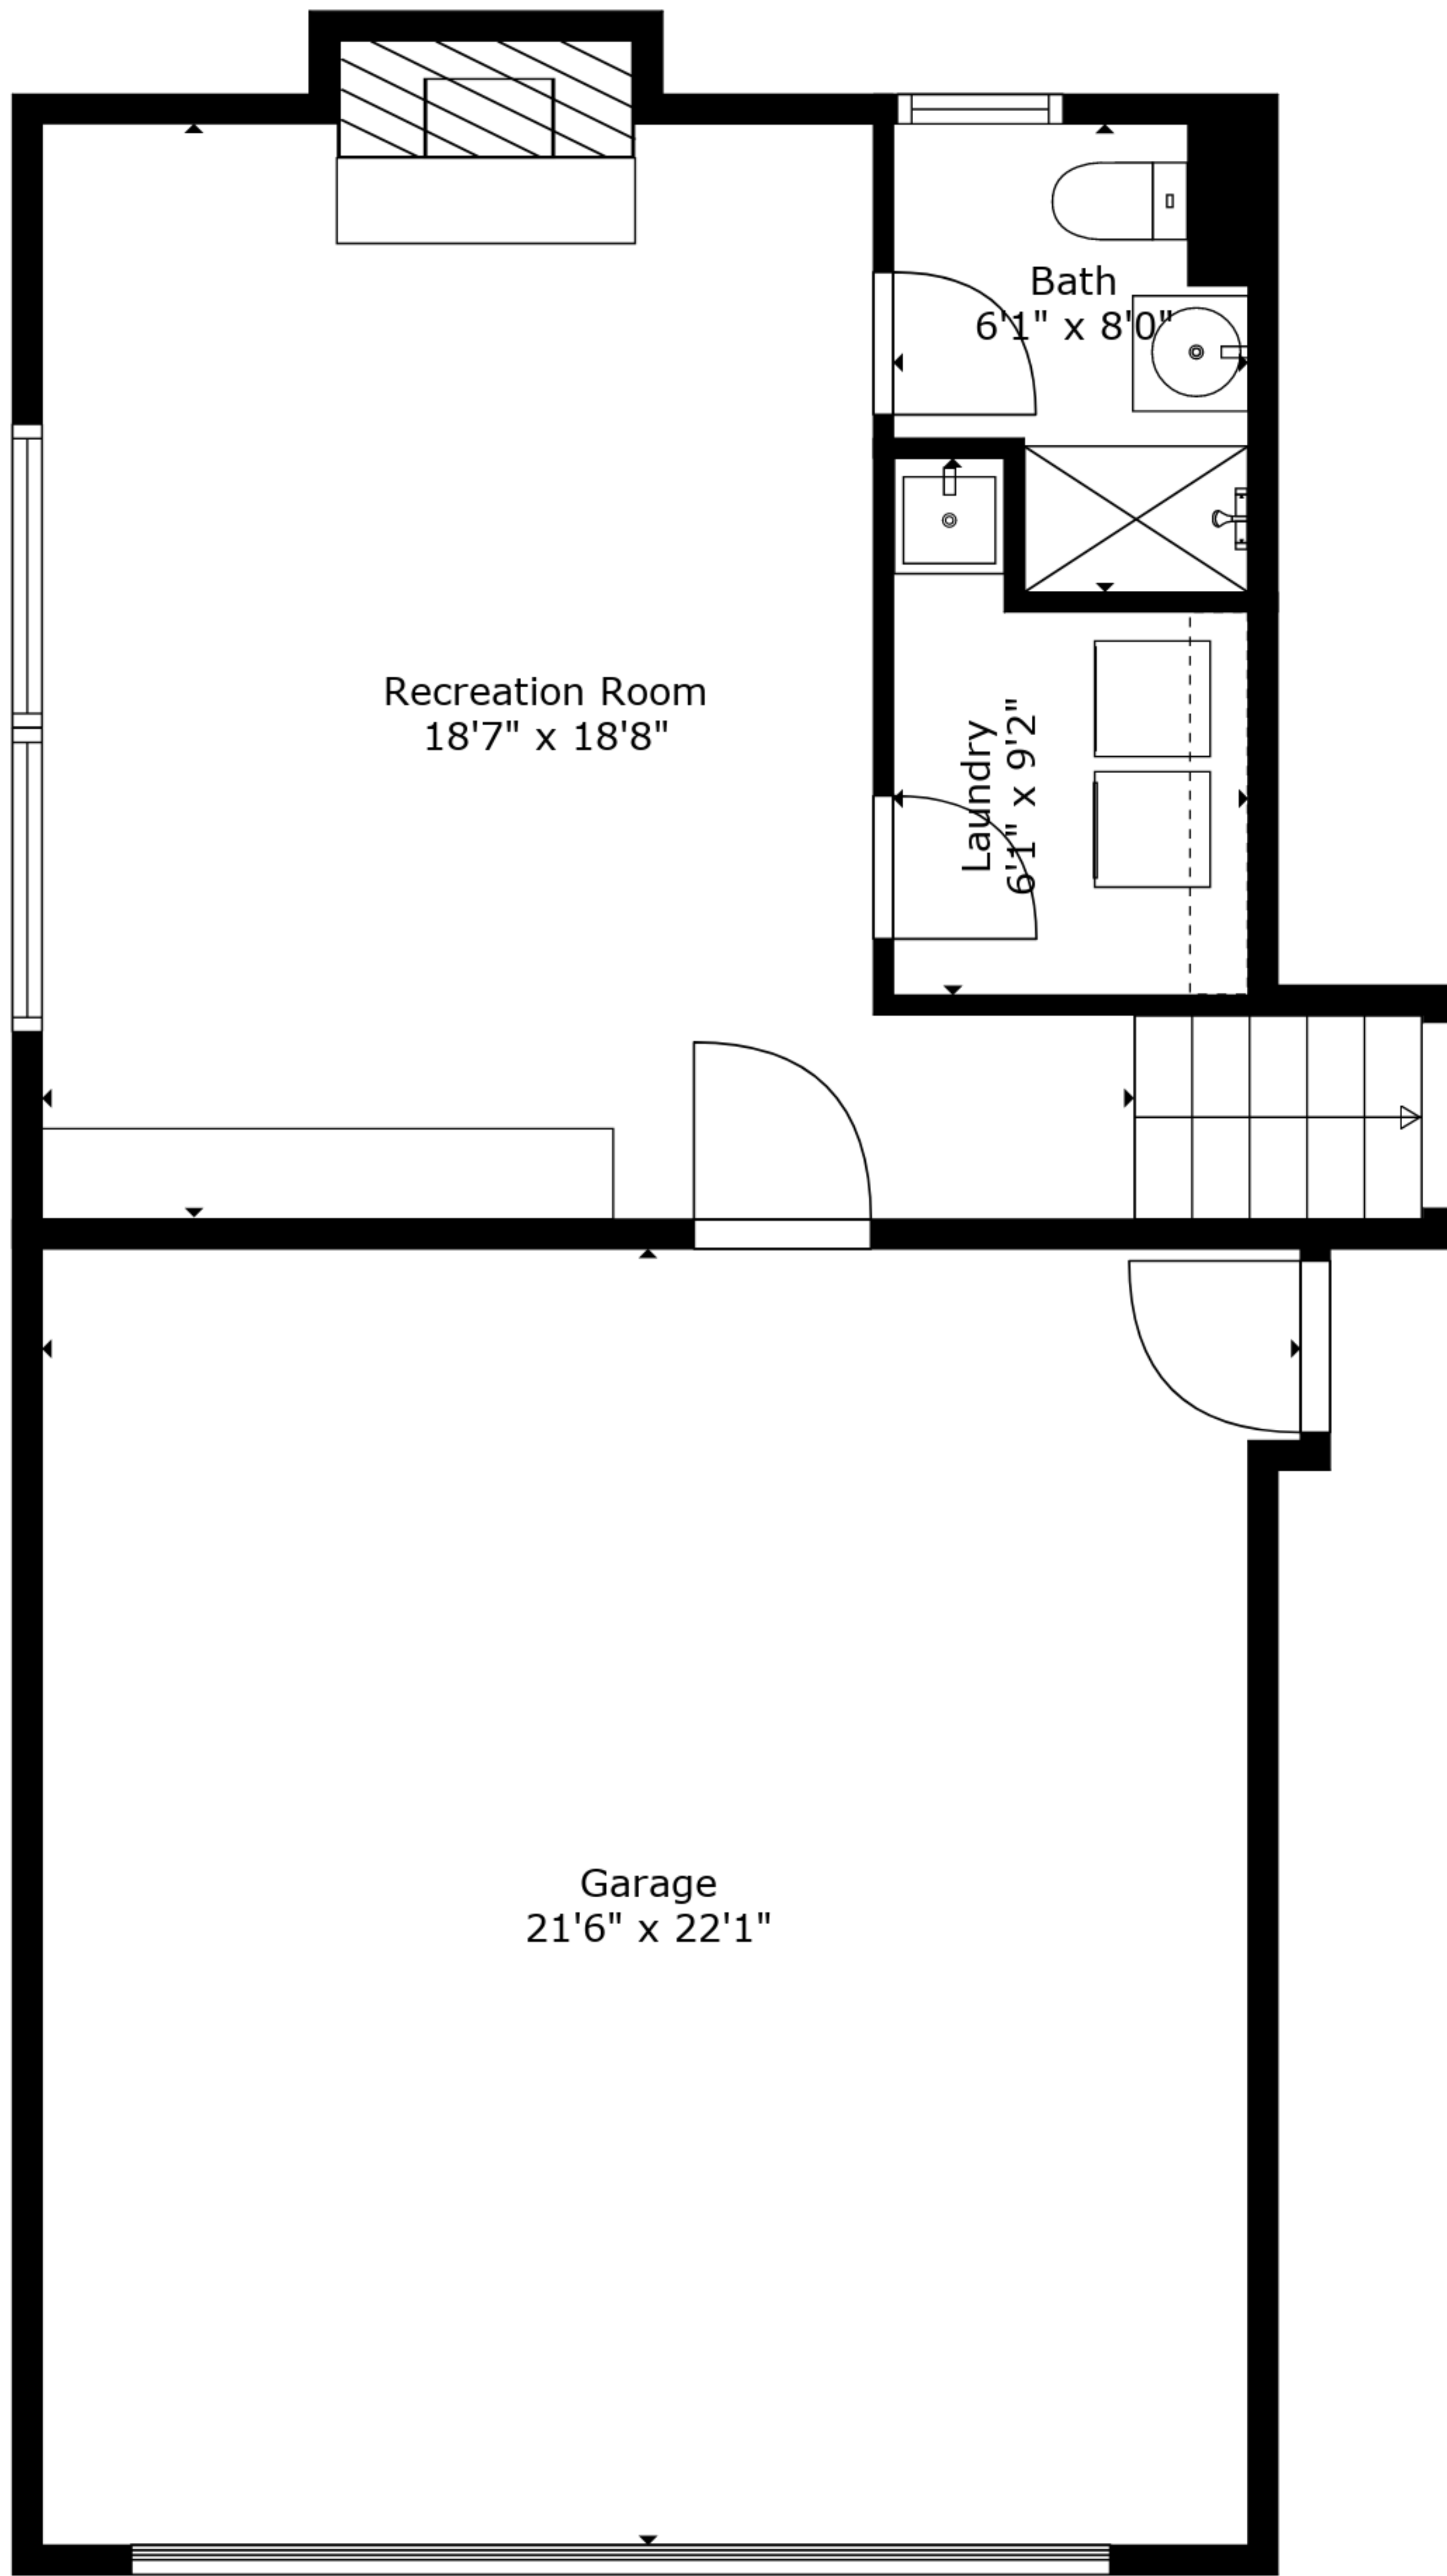 Bath
6'1" x 8'0"
Recreation Room
18'7" x 18'8"
Laundry
6'1" x 9'2"
Garage
21'6" x 22'1"